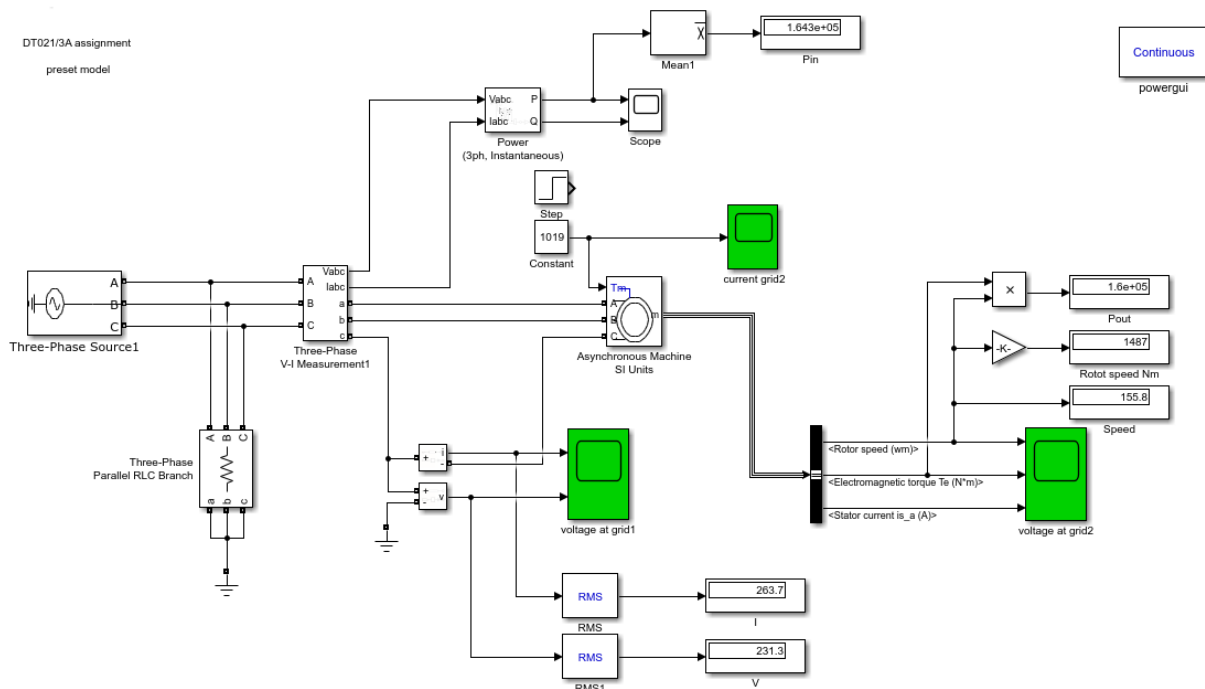 DT021/3A assignment
preset model
Mean1
1.643e+05
Pin
Continuous
powergui
Vabc
Iabc
P
Q
Power
(3ph, Instantaneous)
Scope
Step
1019
Constant
current grid2
Three-Phase Source1
A
B
C
A
B
C
Vabc
Iabc
a
b
c
Three-Phase
V-I Measurement1
Tm
A
B
C
m
Asynchronous Machine
SI Units
×
1.6e+05
Pout
-K-
1487
Rotot speed Nm
155.8
Speed
<Rotor speed (wm)>
<Electromagnetic torque Te (N*m)>
<Stator current is_a (A)>
voltage at grid2
A
B
C
a
b
c
Three-Phase
Parallel RLC Branch
+
i
-
+
-
v
voltage at grid1
RMS
RMS
263.7
I
RMS
RMS1
231.3
V